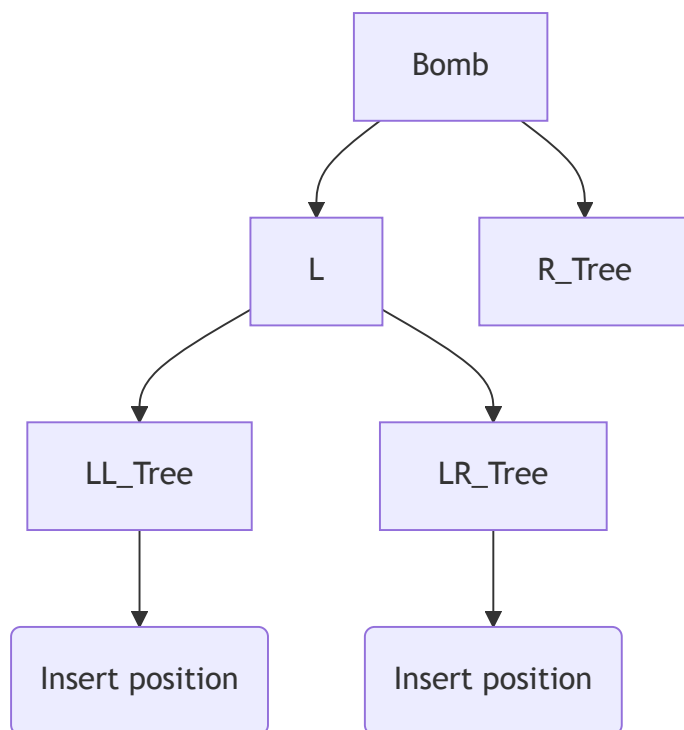 Bomb
L
R_Tree
LL_Tree
LR_Tree
Insert position
Insert position